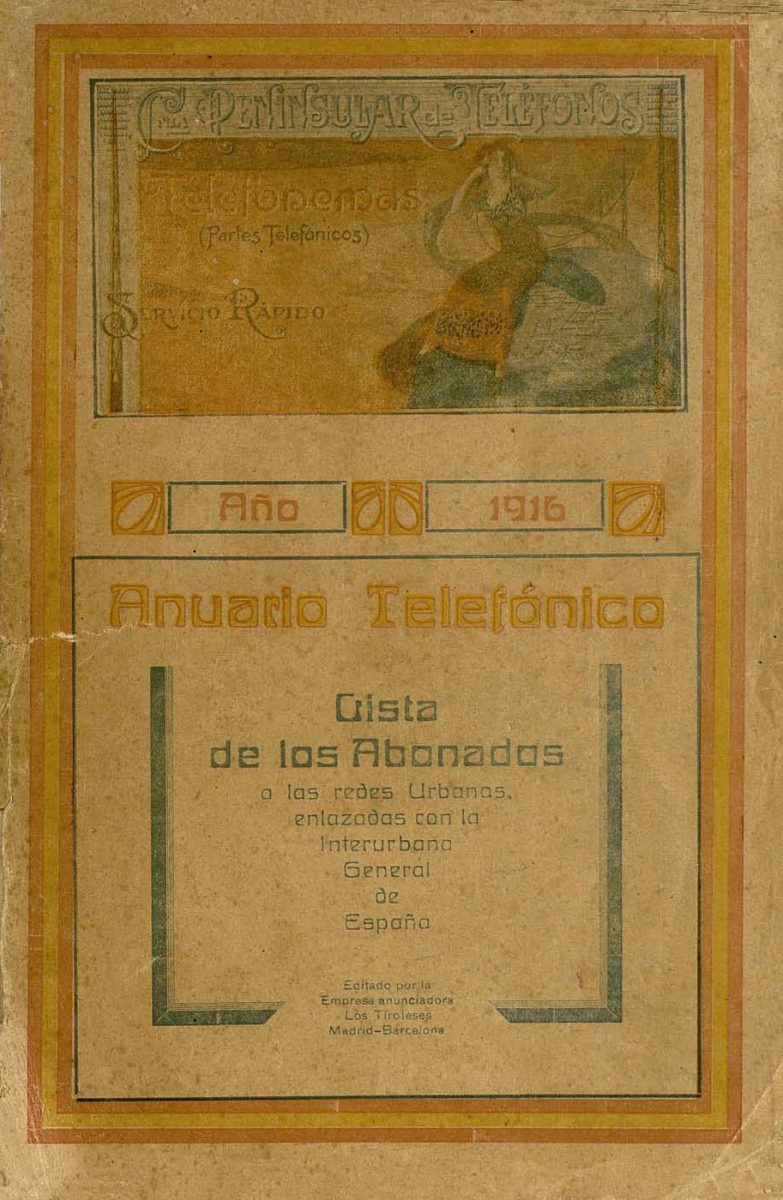 Cñía Peninsular de Teléfonos
Telefonemas
(Partes Telefónicos)
Servicio Rápido
Año 1916
Anuario Telefónico
Lista
de los Abonados
a las redes Urbanas,
enlazadas con la
Interurbana
General
de
España
Editado por la
Empresa anunciadora
Los Tiroleses
Madrid-Barcelona